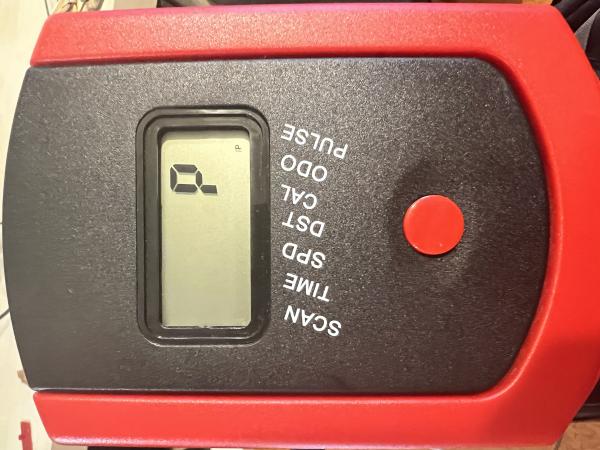 P
P
SCAN
TIME
SPD
DST
CAL
ODO
PULSE